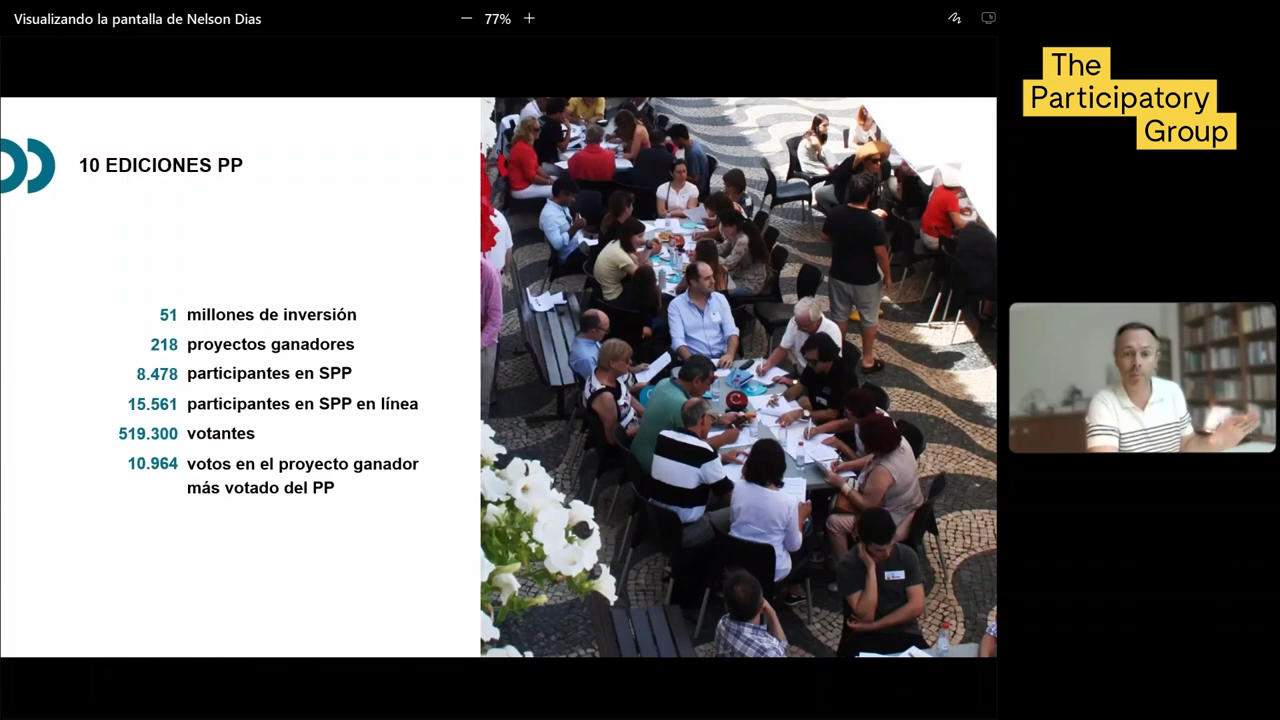 Visualizando la pantalla de Nelson Dias
77%
10 EDICIONES PP
51 millones de inversión
218 proyectos ganadores
8.478 participantes en SPP
15.561 participantes en SPP en línea
519.300 votantes
10.964 votos en el proyecto ganador
más votado del PP
The
Participatory
Group